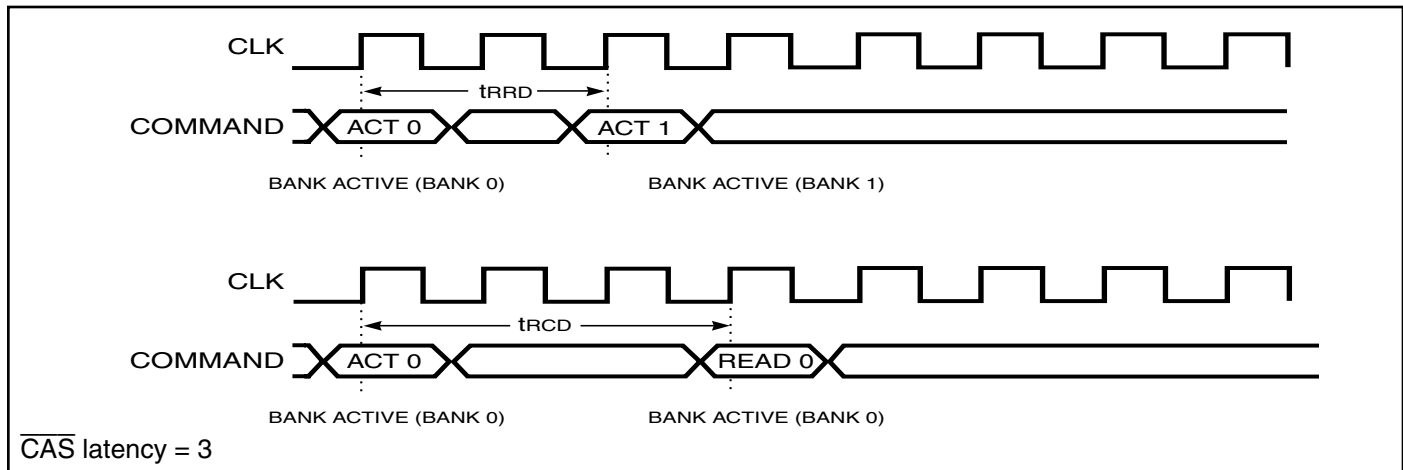 CLK
tRRD
COMMAND ACT 0 ACT 1
BANK ACTIVE (BANK 0) BANK ACTIVE (BANK 1)
CLK
tRCD
COMMAND ACT 0 READ 0
BANK ACTIVE (BANK 0) BANK ACTIVE (BANK 0)
C̅A̅S̅ latency = 3